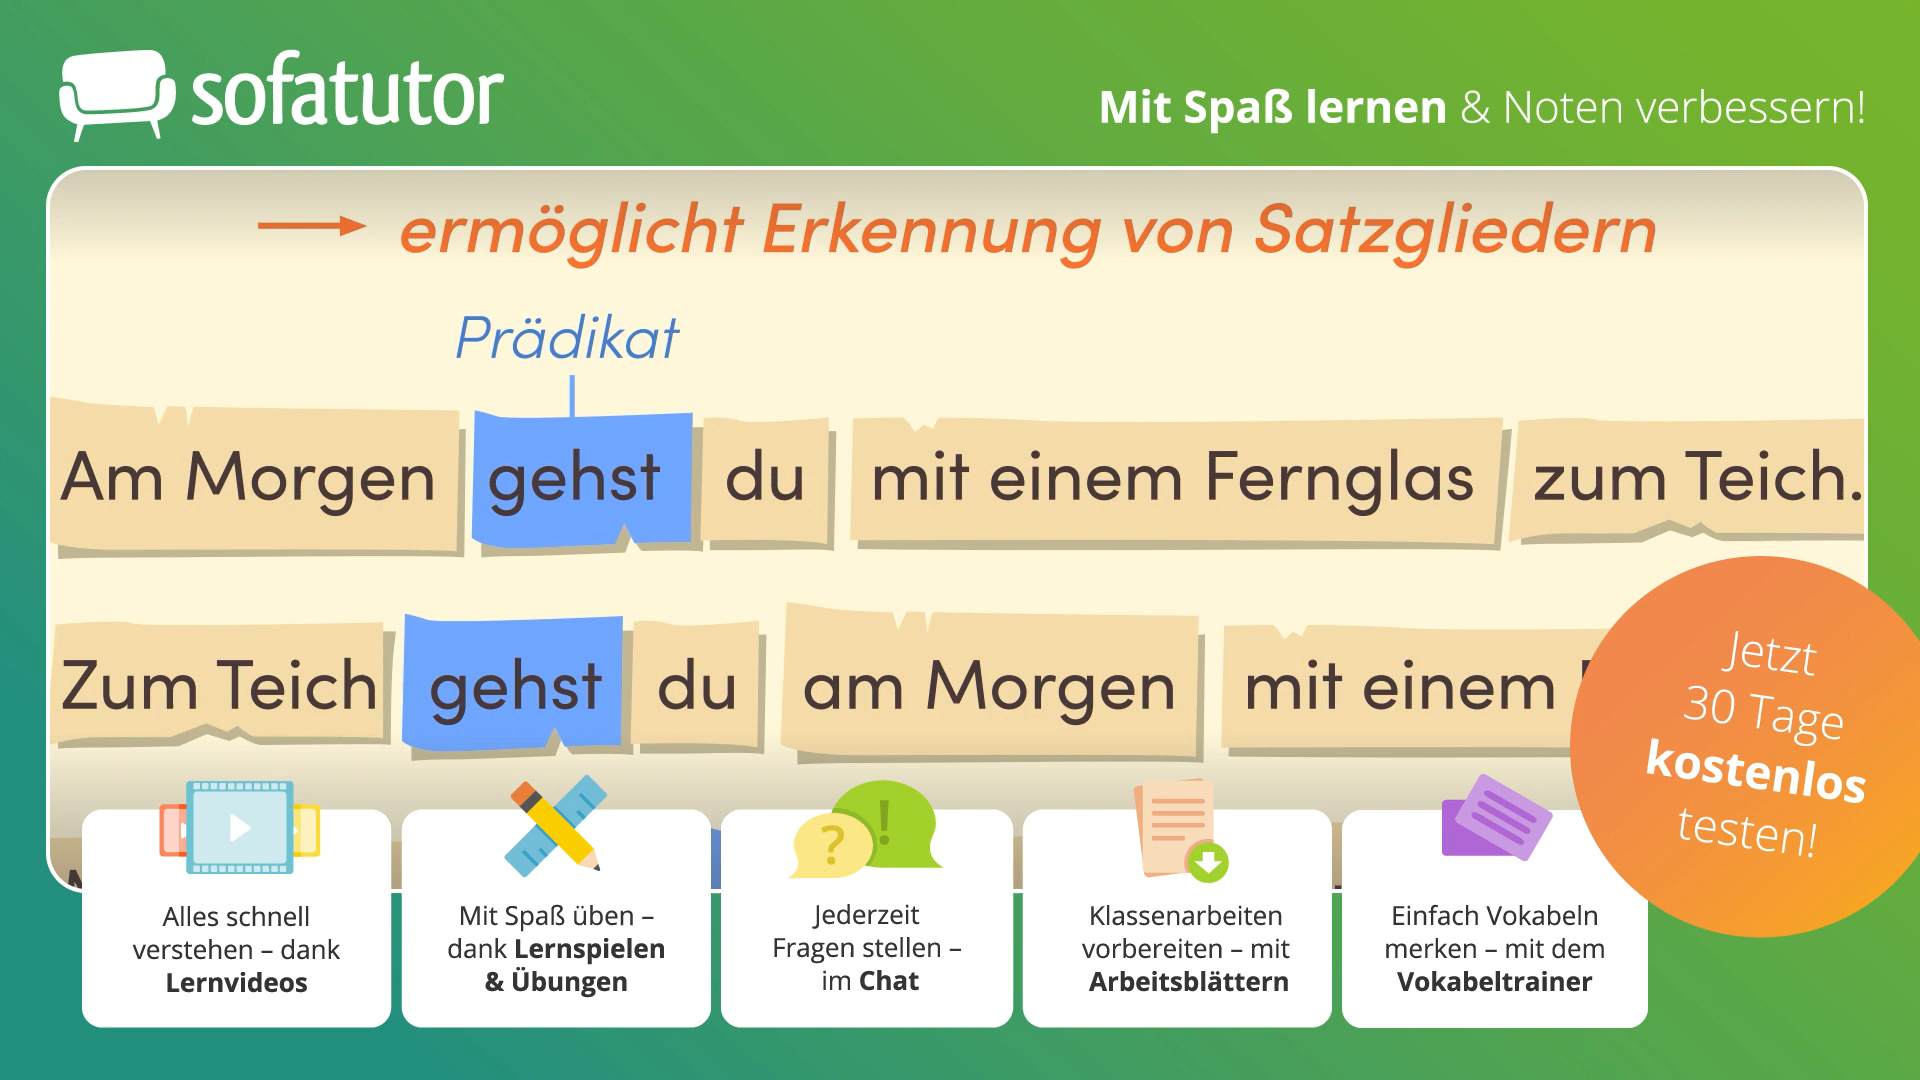 sofatutor
Mit Spaß lernen & Noten verbessern!
ermöglicht Erkennung von Satzgliedern
Prädikat
Am Morgen gehst du mit einem Fernglas zum Teich.
Zum Teich gehst du am Morgen mit einem
Jetzt
30 Tage
kostenlos
testen!
? !
Alles schnell
verstehen – dank
Lernvideos
Mit Spaß üben –
dank Lernspielen
& Übungen
Jederzeit
Fragen stellen –
im Chat
Klassenarbeiten
vorbereiten – mit
Arbeitsblättern
Einfach Vokabeln
merken – mit dem
Vokabeltrainer